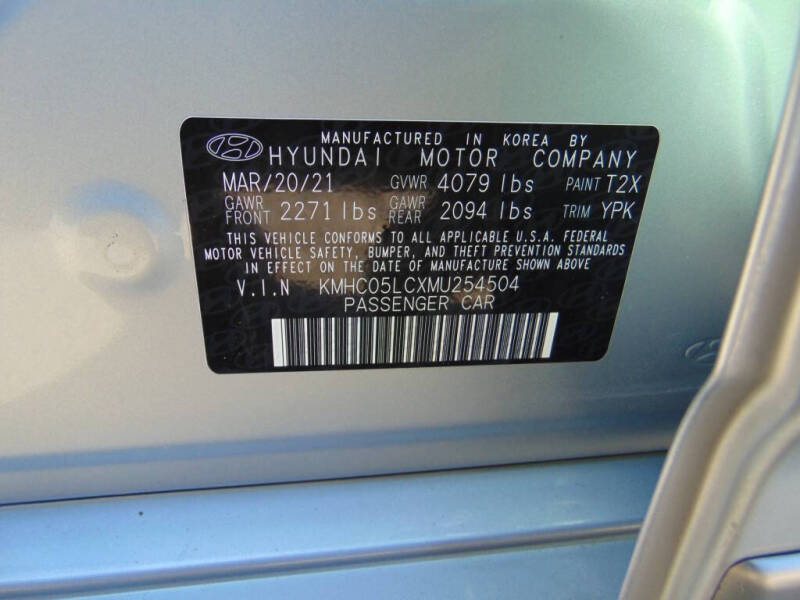 MANUFACTURED IN KOREA BY
HYUNDAI MOTOR COMPANY
MAR/20/21 GVWR 4079 lbs PAINT T2X
GAWR FRONT 2271 lbs GAWR REAR 2094 lbs TRIM YPK
THIS VEHICLE CONFORMS TO ALL APPLICABLE U.S.A. FEDERAL
MOTOR VEHICLE SAFETY, BUMPER, AND THEFT PREVENTION STANDARDS
IN EFFECT ON THE DATE OF MANUFACTURE SHOWN ABOVE
V.I.N KMHC05LCXMU254504
PASSENGER CAR